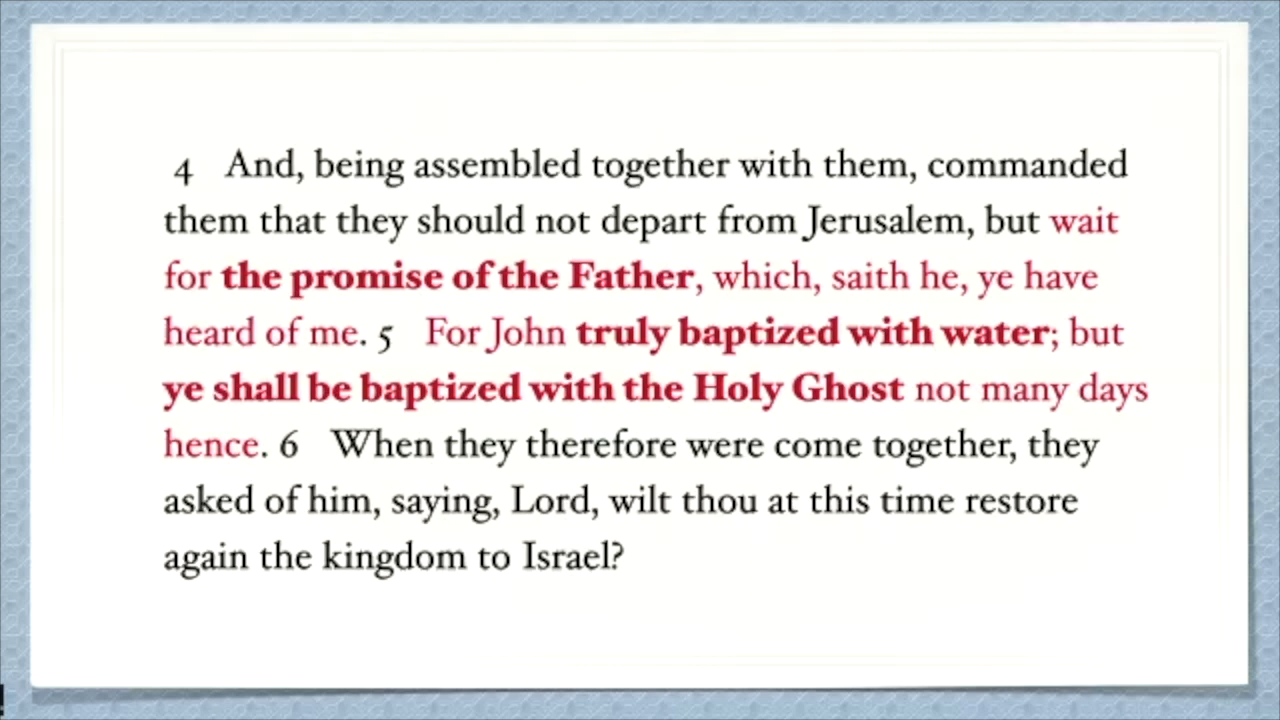 4 And, being assembled together with them, commanded
them that they should not depart from Jerusalem, but wait
for the promise of the Father, which, saith he, ye have
heard of me. 5 For John truly baptized with water; but
ye shall be baptized with the Holy Ghost not many days
hence. 6 When they therefore were come together, they
asked of him, saying, Lord, wilt thou at this time restore
again the kingdom to Israel?